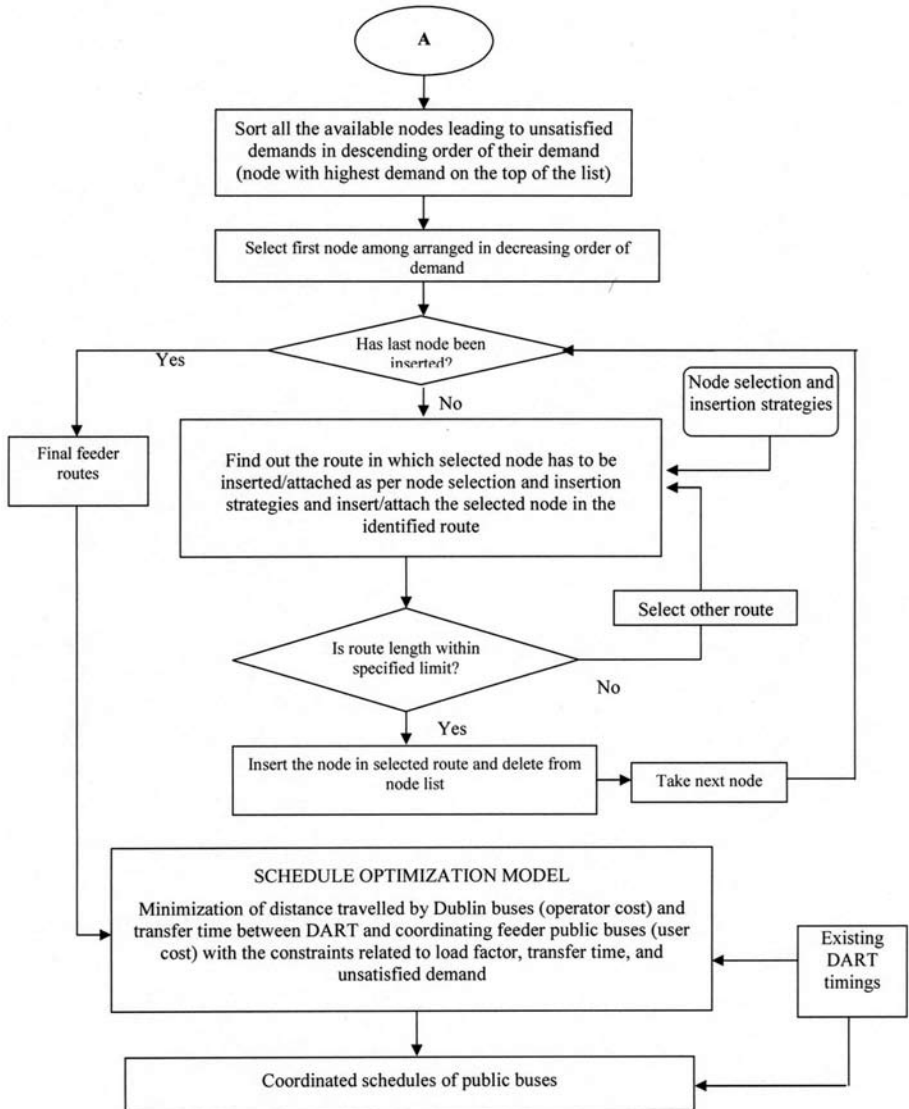 A
Sort all the available nodes leading to unsatisfied
demands in descending order of their demand
(node with highest demand on the top of the list)
Select first node among arranged in decreasing order of
demand
Has last node been
inserted?
Yes
No
Node selection and
insertion strategies
Final feeder
routes
Find out the route in which selected node has to be
inserted/attached as per node selection and insertion
strategies and insert/attach the selected node in the
identified route
Select other route
Is route length within
specified limit?
No
Yes
Insert the node in selected route and delete from
node list
Take next node
SCHEDULE OPTIMIZATION MODEL
Minimization of distance travelled by Dublin buses (operator cost) and
transfer time between DART and coordinating feeder public buses (user
cost) with the constraints related to load factor, transfer time, and
unsatisfied demand
Existing
DART
timings
Coordinated schedules of public buses